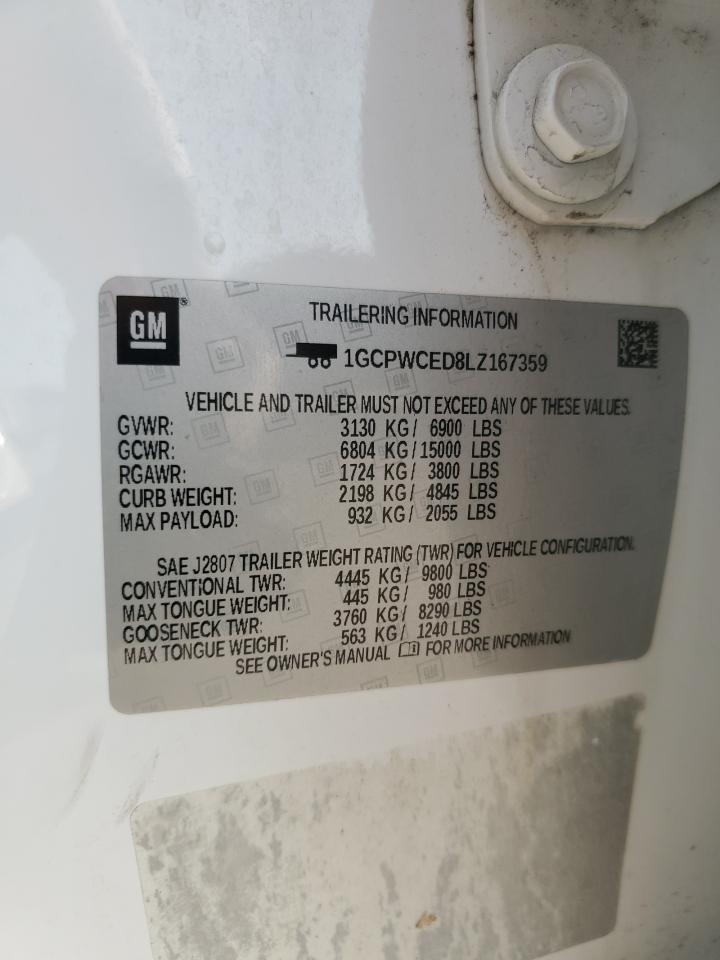 GM®
TRAILERING INFORMATION
1GCPWCED8LZ167359
VEHICLE AND TRAILER MUST NOT EXCEED ANY OF THESE VALUES.
GVWR: 3130 KG/ 6900 LBS
GCWR: 6804 KG/15000 LBS
RGAWR: 1724 KG/ 3800 LBS
CURB WEIGHT: 2198 KG/ 4845 LBS
MAX PAYLOAD: 932 KG/ 2055 LBS
SAE J2807 TRAILER WEIGHT RATING (TWR) FOR VEHICLE CONFIGURATION.
CONVENTIONAL TWR: 4445 KG/ 9800 LBS
MAX TONGUE WEIGHT: 445 KG/ 980 LBS
GOOSENECK TWR: 3760 KG/ 8290 LBS
MAX TONGUE WEIGHT: 563 KG/ 1240 LBS
SEE OWNER'S MANUAL FOR MORE INFORMATION